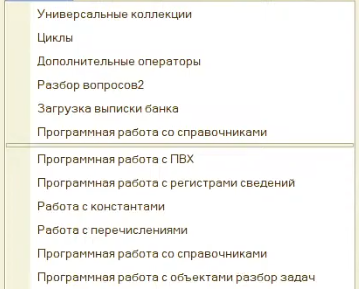 Универсальные коллекции
Циклы
Дополнительные операторы
Разбор вопросов2
Загрузка выписки банка
Программная работа со справочниками
Программная работа с ПВХ
Программная работа с регистрами сведений
Работа с константами
Работа с перечислениями
Программная работа со справочниками
Программная работа с объектами разбор задач